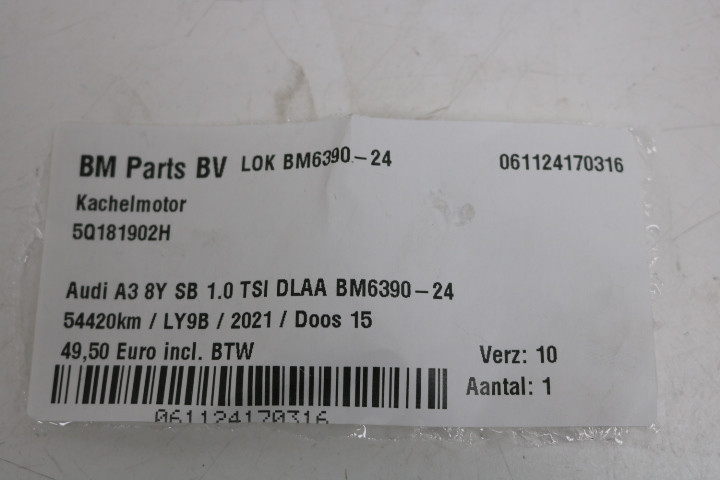 BM Parts BV LOK BM6390-24 061124170316
Kachelmotor
5Q181902H
Audi A3 8Y SB 1.0 TSI DLAA BM6390-24
54420km / LY9B / 2021 / Doos 15
49,50 Euro incl. BTW Verz: 10
Aantal: 1
061124170316